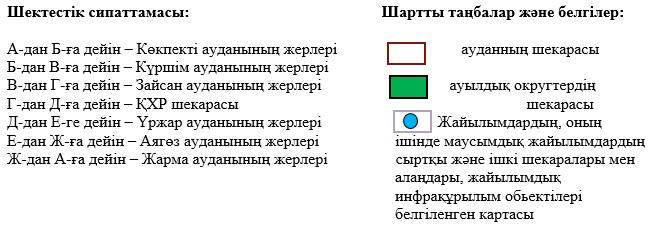 Шектестік сипаттамасы:
А-дан Б-ға дейін – Көкпекті ауданының жерлері
Б-дан В-ға дейін – Күршім ауданының жерлері
В-дан Г-ға дейін – Зайсан ауданының жерлері
Г-дан Д-ға дейін – ҚХР шекарасы
Д-дан Е-ге дейін – Үржар ауданының жерлері
Е-дан Ж-ға дейін – Аягөз ауданының жерлері
Ж-дан А-ға дейін – Жарма ауданының жерлері
Шартты таңбалар және белгілер:
ауданның шекарасы
ауылдық округтердің
шекарасы
Жайылымдардың, оның
ішінде маусымдық жайылымдардың
сыртқы және ішкі шекаралары мен
алаңдары, жайылымдық
инфрақұрылым обьектілері
белгіленген картасы